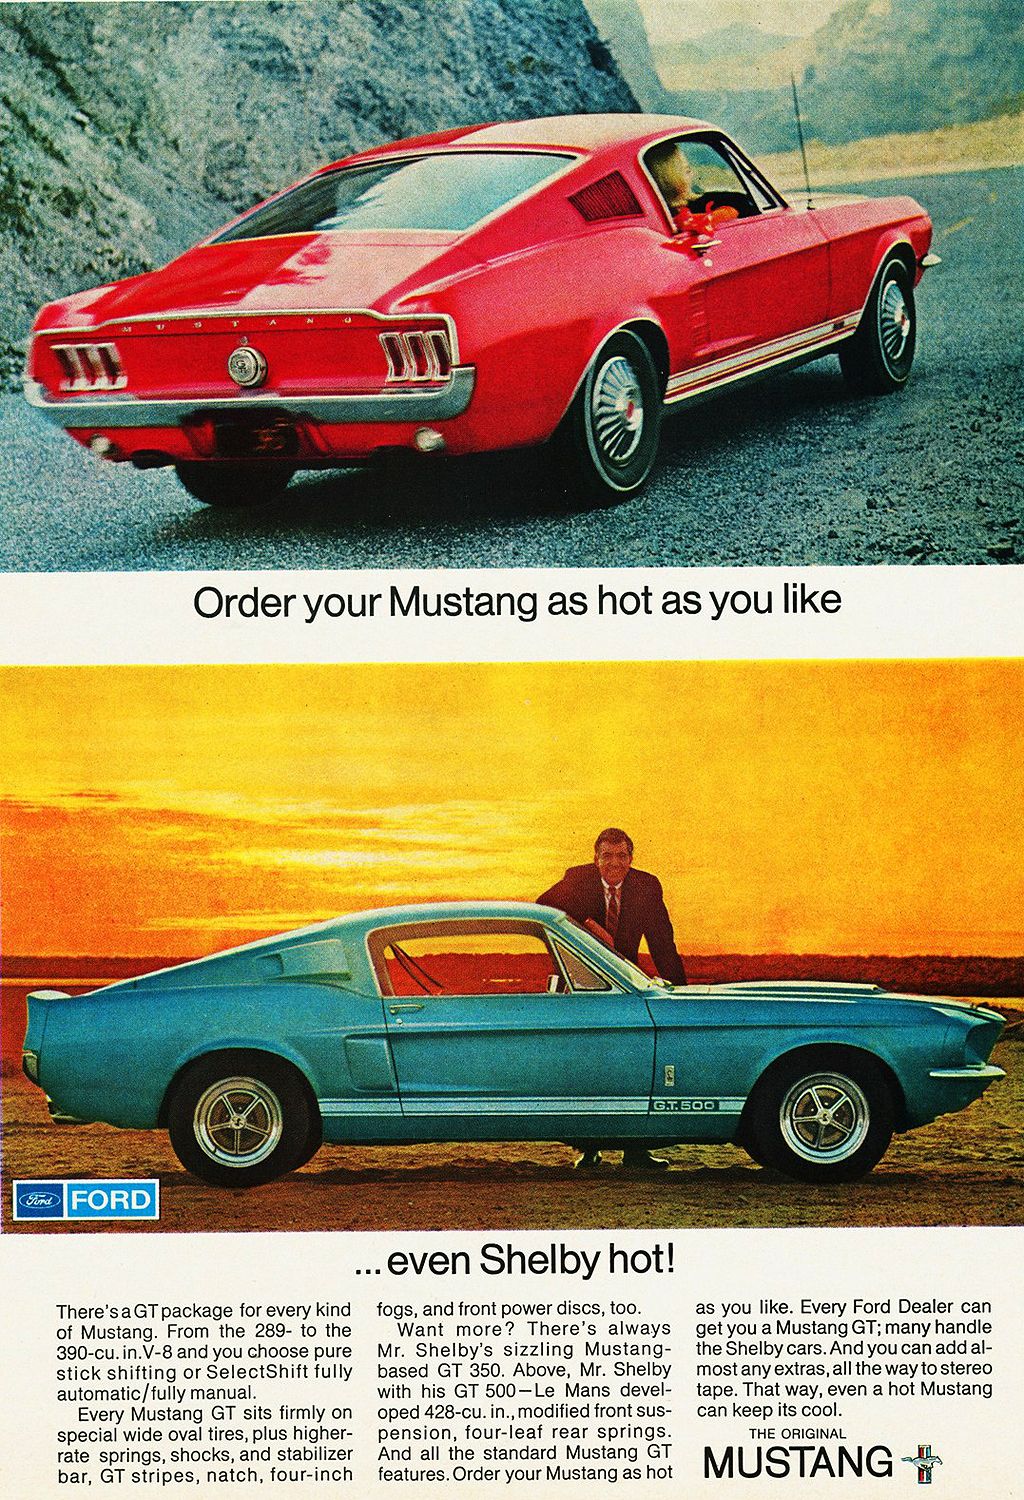 MUSTANG
Order your Mustang as hot as you like
G.T. 500
Ford FORD
...even Shelby hot!
There's a GT package for every kind
of Mustang. From the 289- to the
390-cu. in. V-8 and you choose pure
stick shifting or SelectShift fully
automatic/fully manual.
Every Mustang GT sits firmly on
special wide oval tires, plus higher-
rate springs, shocks, and stabilizer
bar, GT stripes, natch, four-inch
fogs, and front power discs, too.
Want more? There's always
Mr. Shelby's sizzling Mustang-
based GT 350. Above, Mr. Shelby
with his GT 500—Le Mans devel-
oped 428-cu. in., modified front sus-
pension, four-leaf rear springs.
And all the standard Mustang GT
features. Order your Mustang as hot
as you like. Every Ford Dealer can
get you a Mustang GT; many handle
the Shelby cars. And you can add al-
most any extras, all the way to stereo
tape. That way, even a hot Mustang
can keep its cool.
THE ORIGINAL
MUSTANG